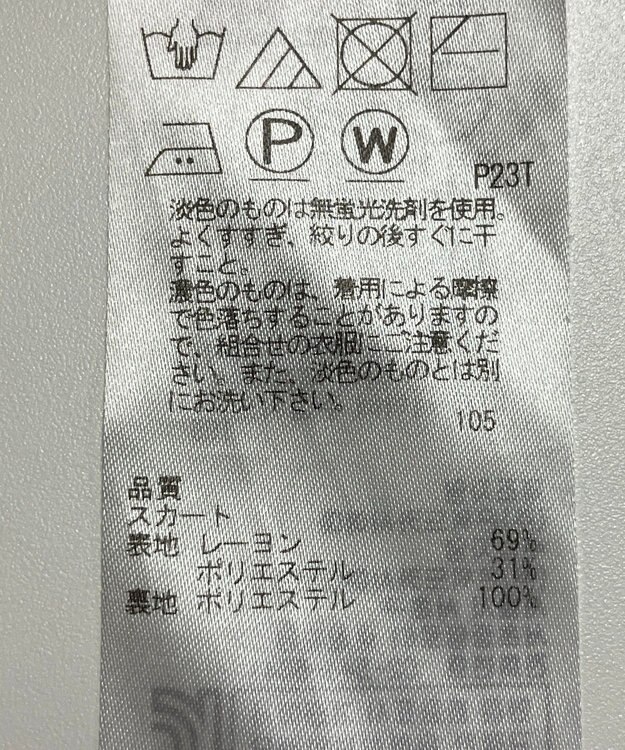 P W
P23T
淡色のものは無蛍光洗剤を使用。
よくすすぎ、絞りの後すぐに干
すこと。
濃色のものは、着用による摩擦
で色落ちすることがありますの
で、組合せの衣服にご注意くだ
さい。また、淡色のものとは別
にお洗い下さい。
105
品質
スカート
表地 レーヨン 69%
ポリエステル 31%
裏地 ポリエステル 100%